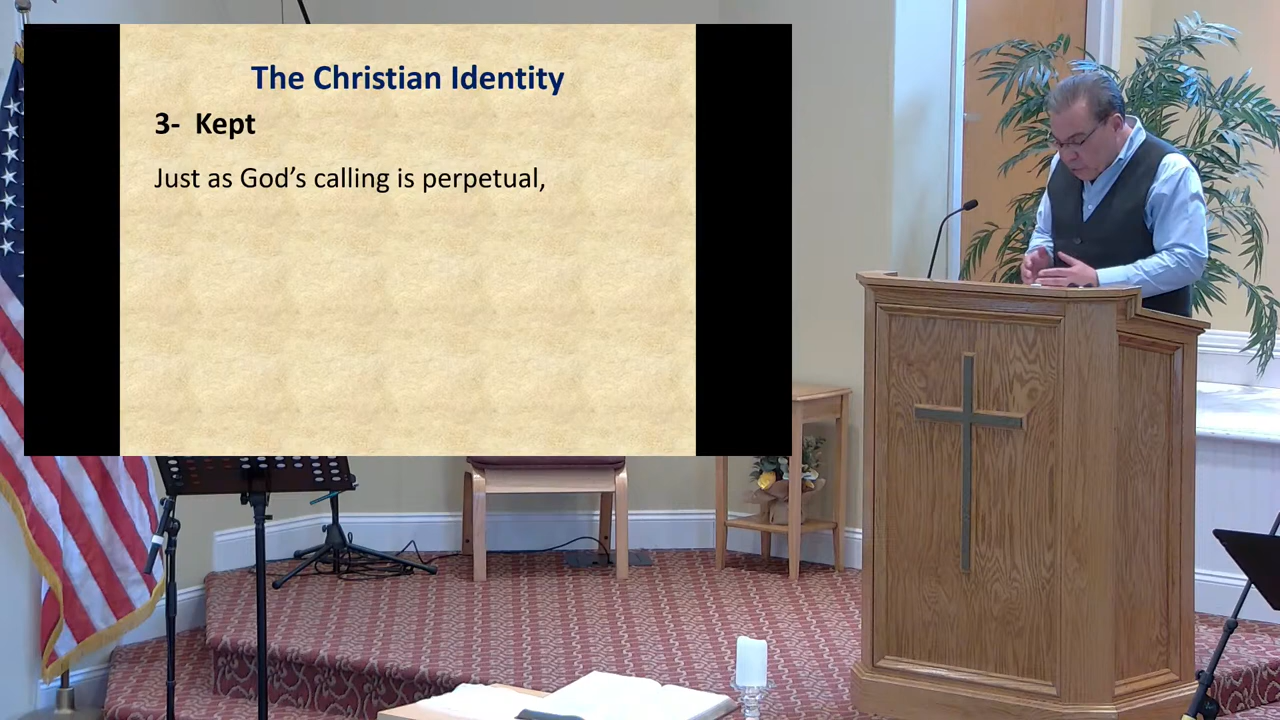 The Christian Identity
3- Kept
Just as God's calling is perpetual,